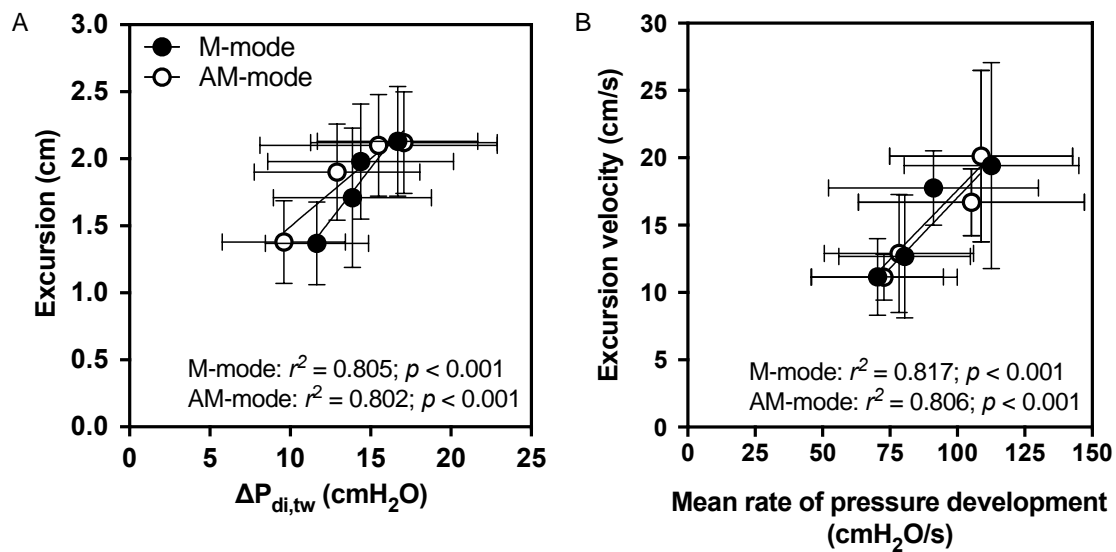 A
Excursion (cm)
3.0
2.5
2.0
1.5
1.0
0.5
0.0
M-mode
AM-mode
M-mode: r² = 0.805; p < 0.001
AM-mode: r² = 0.802; p < 0.001
0 5 10 15 20 25
ΔP_di,tw (cmH₂O)
B
Excursion velocity (cm/s)
30
25
20
15
10
5
0
M-mode: r² = 0.817; p < 0.001
AM-mode: r² = 0.806; p < 0.001
0 25 50 75 100 125 150
Mean rate of pressure development
(cmH₂O/s)